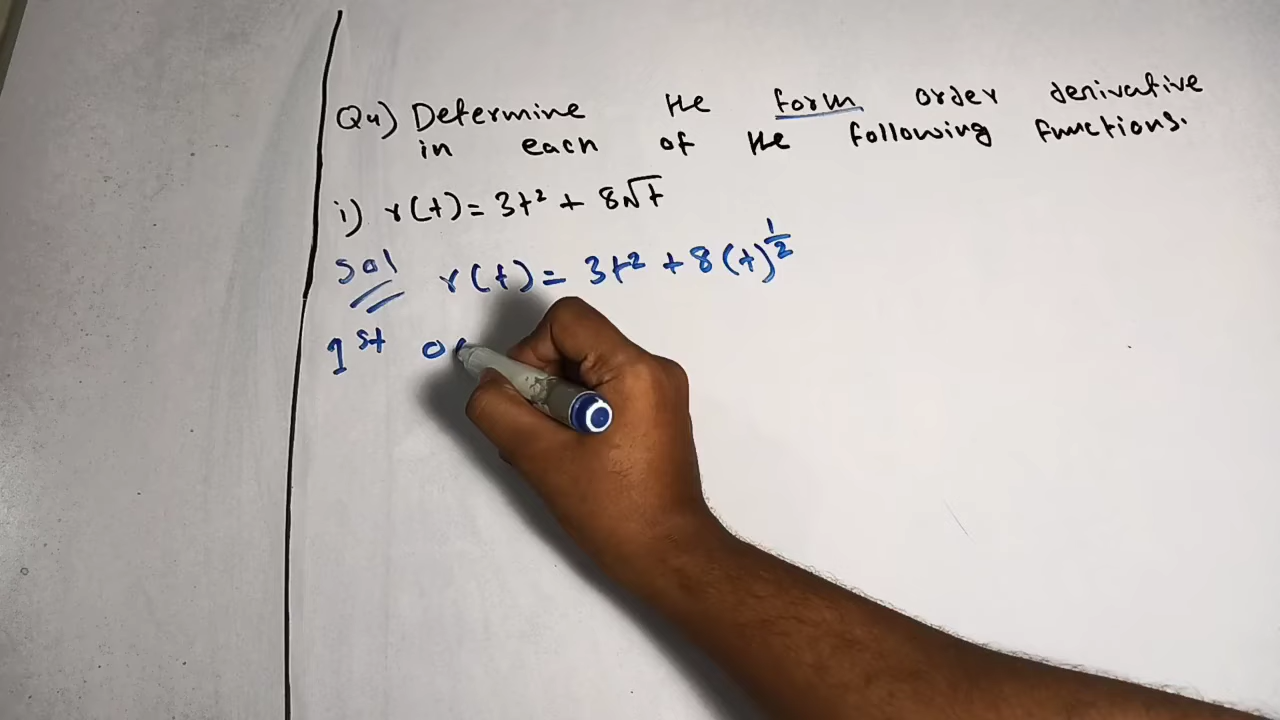 Q4) Determine the form order derivative
in each of the following functions.
i) r(t) = 3t² + 8√t
Sol r(t) = 3t² + 8(t)^½
1st